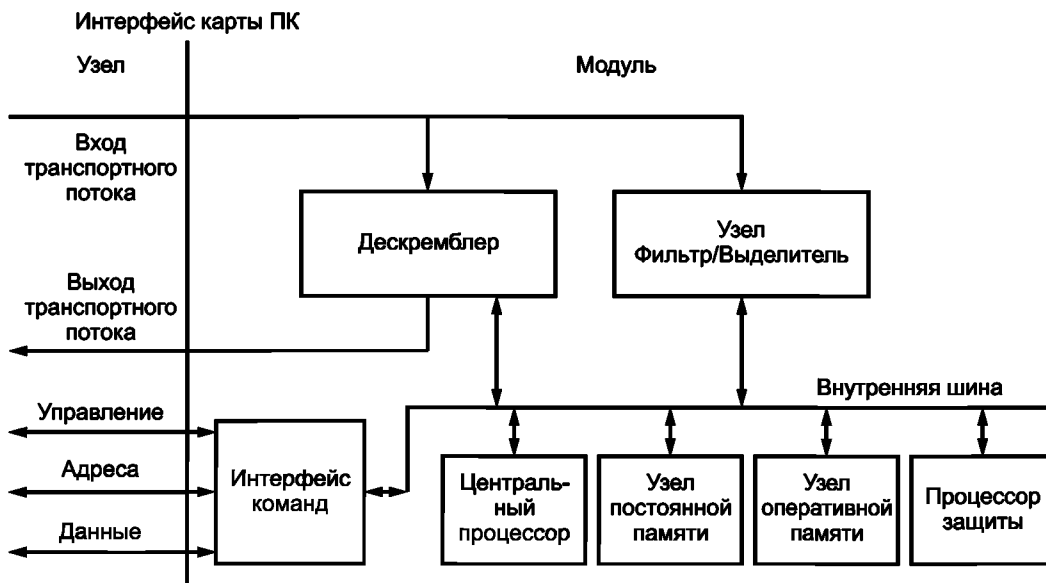 Интерфейс карты ПК
Узел
Модуль
Вход
транспортного
потока
Дескремблер
Узел
Фильтр/Выделитель
Выход
транспортного
потока
Внутренняя шина
Управление
Адреса
Данные
Интерфейс
команд
Централь-
ный
процессор
Узел
постоянной
памяти
Узел
оперативной
памяти
Процессор
защиты